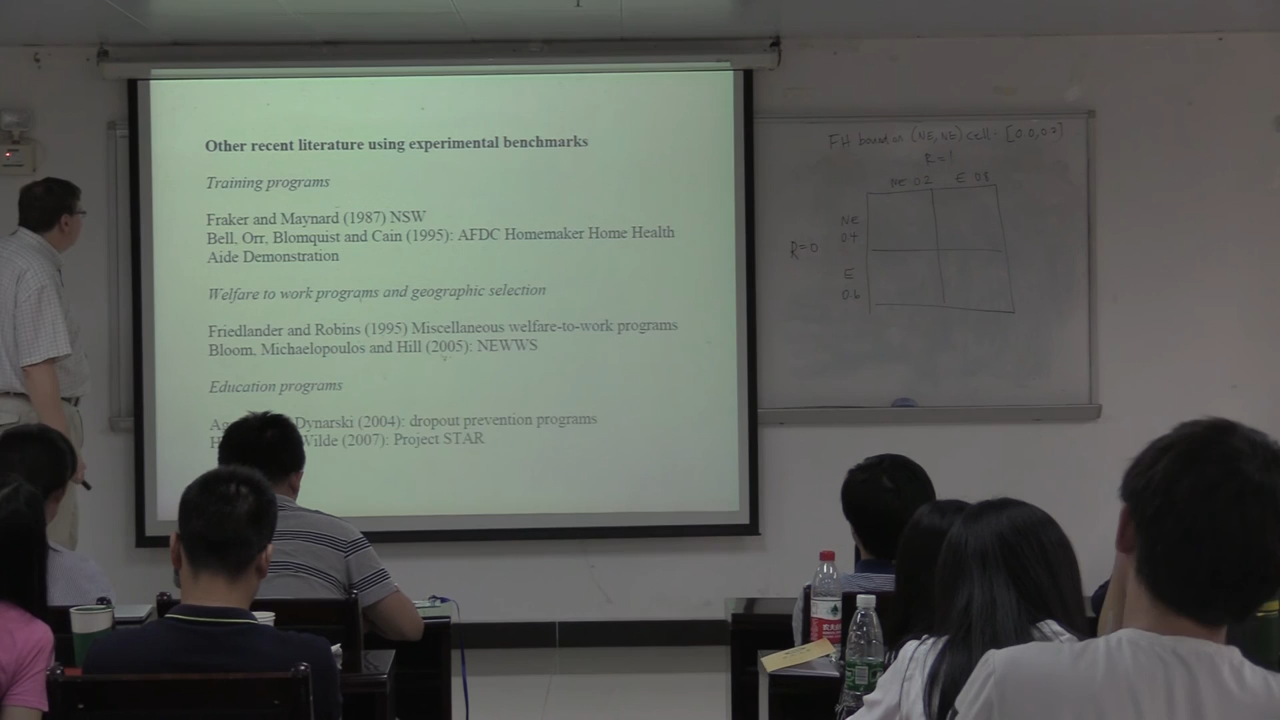 Other recent literature using experimental benchmarks
Training programs
Fraker and Maynard (1987) NSW
Bell, Orr, Blomquist and Cain (1995): AFDC Homemaker Home Health
Aide Demonstration
Welfare to work programs and geographic selection
Friedlander and Robins (1995) Miscellaneous welfare-to-work programs
Bloom, Michaelopoulos and Hill (2005): NEWWS
Education programs
Dynarski (2004): dropout prevention programs
Wilde (2007): Project STAR
FH bound on (NE, NE) cell = [0.0, 0.2]
R=1
NE 0.2 E 0.8
NE
0.4
R=0
E
0.6